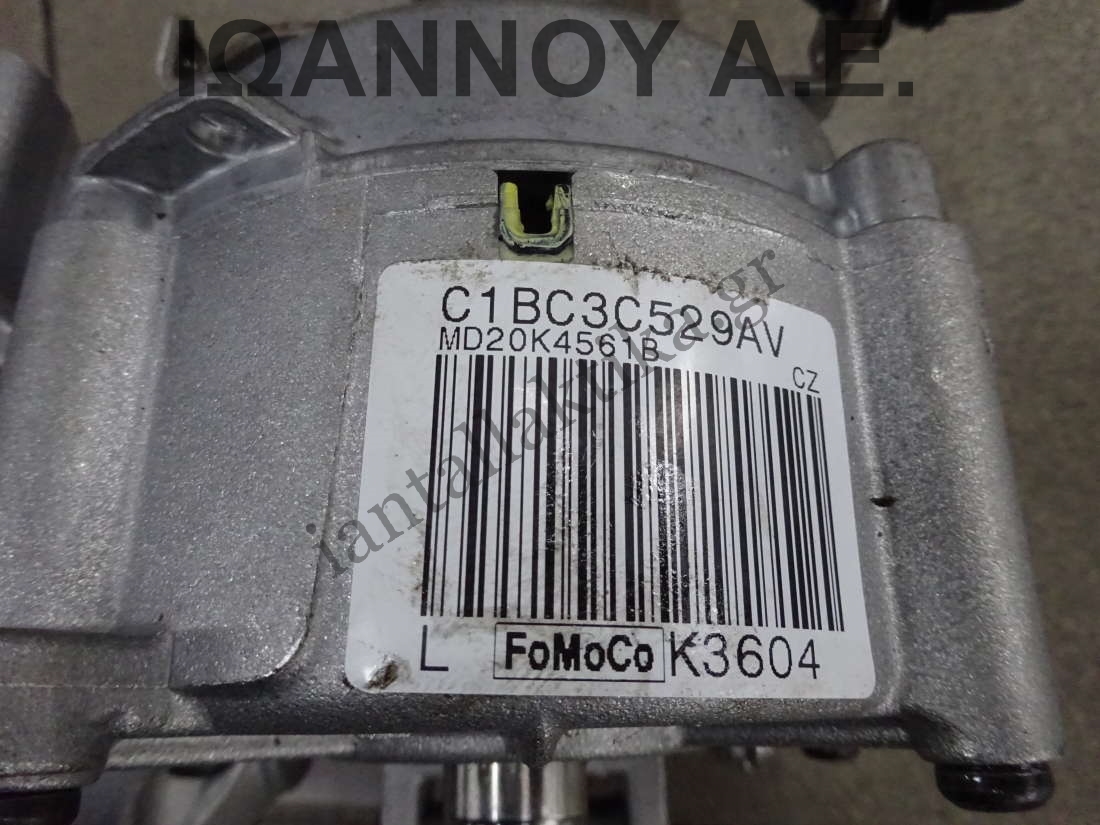 ΙΩΑΝΝΟΥ Α.Ε.
C1BC3C529AV
MD20K4561B
CZ
iantallaktika.gr
L FoMoCo K3604